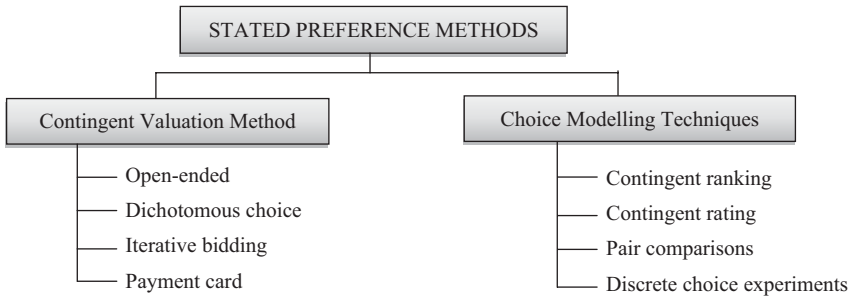 STATED PREFERENCE METHODS
Contingent Valuation Method
Open-ended
Dichotomous choice
Iterative bidding
Payment card
Choice Modelling Techniques
Contingent ranking
Contingent rating
Pair comparisons
Discrete choice experiments